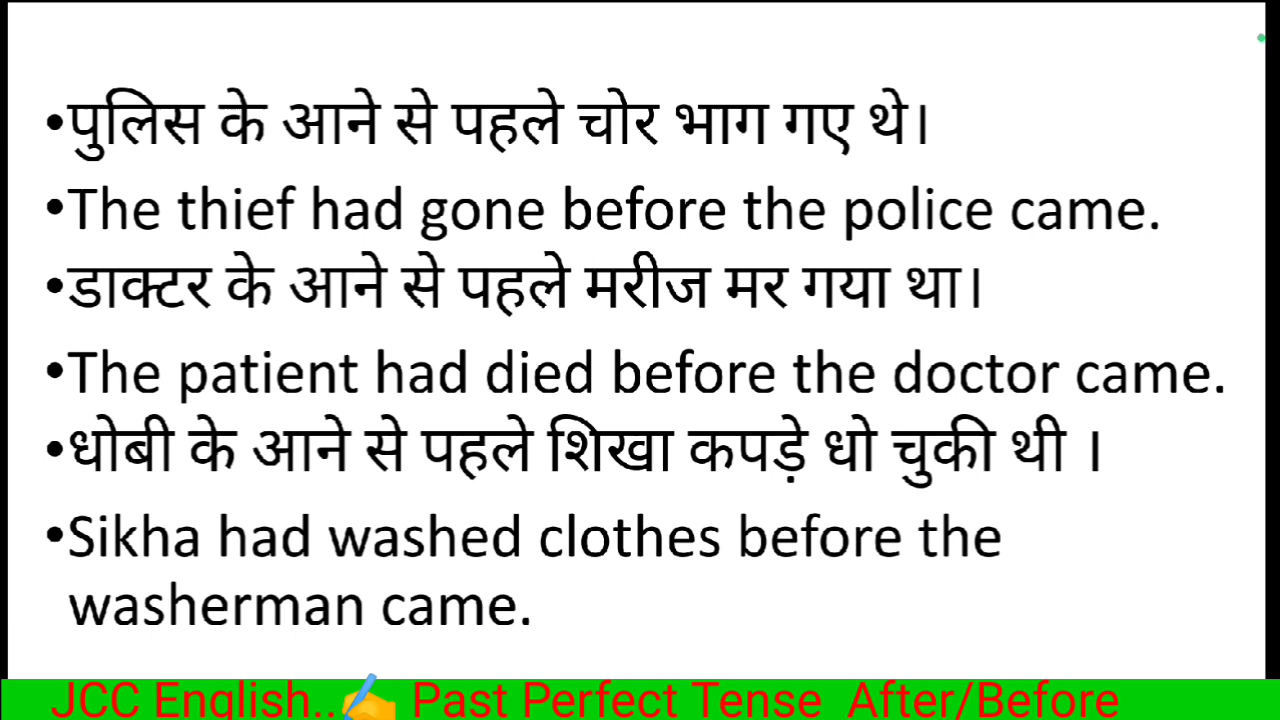 •पुलिस के आने से पहले चोर भाग गए थे।
•The thief had gone before the police came.
•डाक्टर के आने से पहले मरीज मर गया था।
•The patient had died before the doctor came.
•धोबी के आने से पहले शिखा कपड़े धो चुकी थी ।
•Sikha had washed clothes before the
washerman came.
JCC English..✍️ Past Perfect Tense After/Before